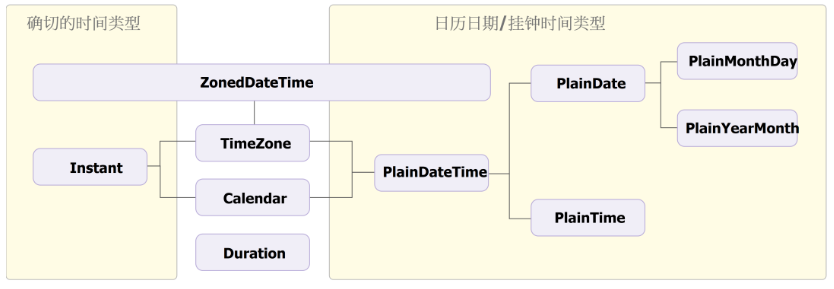 确切的时间类型
日历日期/挂钟时间类型
ZonedDateTime
PlainMonthDay
PlainDate
PlainYearMonth
TimeZone
Instant
PlainDateTime
Calendar
PlainTime
Duration